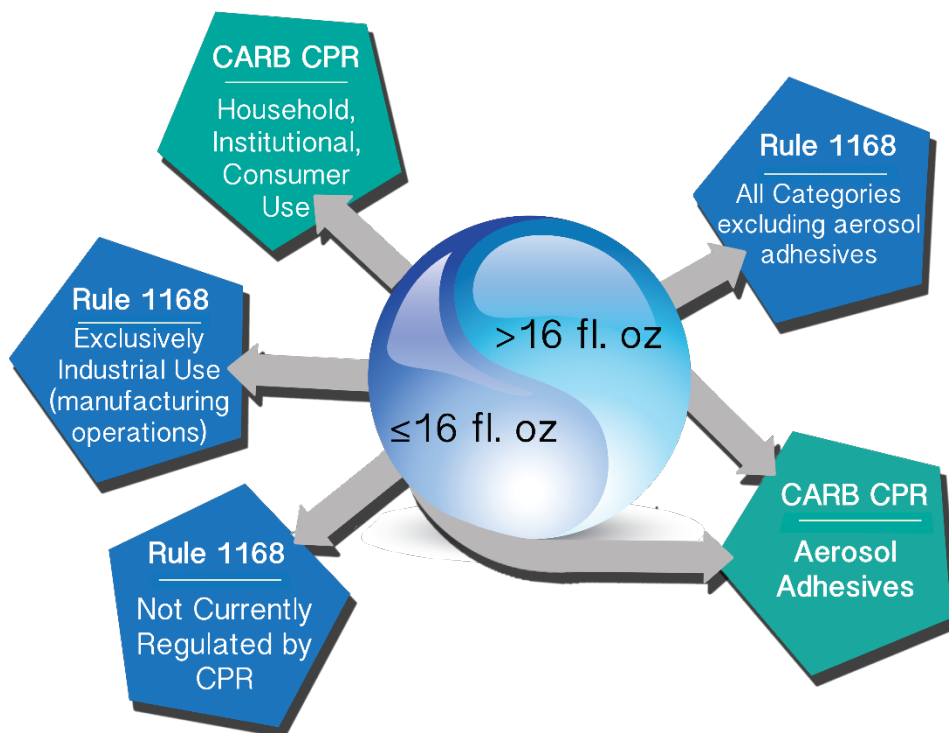 CARB CPR
Household,
Institutional,
Consumer
Use
Rule 1168
All Categories
excluding aerosol
adhesives
Rule 1168
Exclusively
Industrial Use
(manufacturing
operations)
>16 fl. oz
≤16 fl. oz
Rule 1168
Not Currently
Regulated by
CPR
CARB CPR
Aerosol
Adhesives